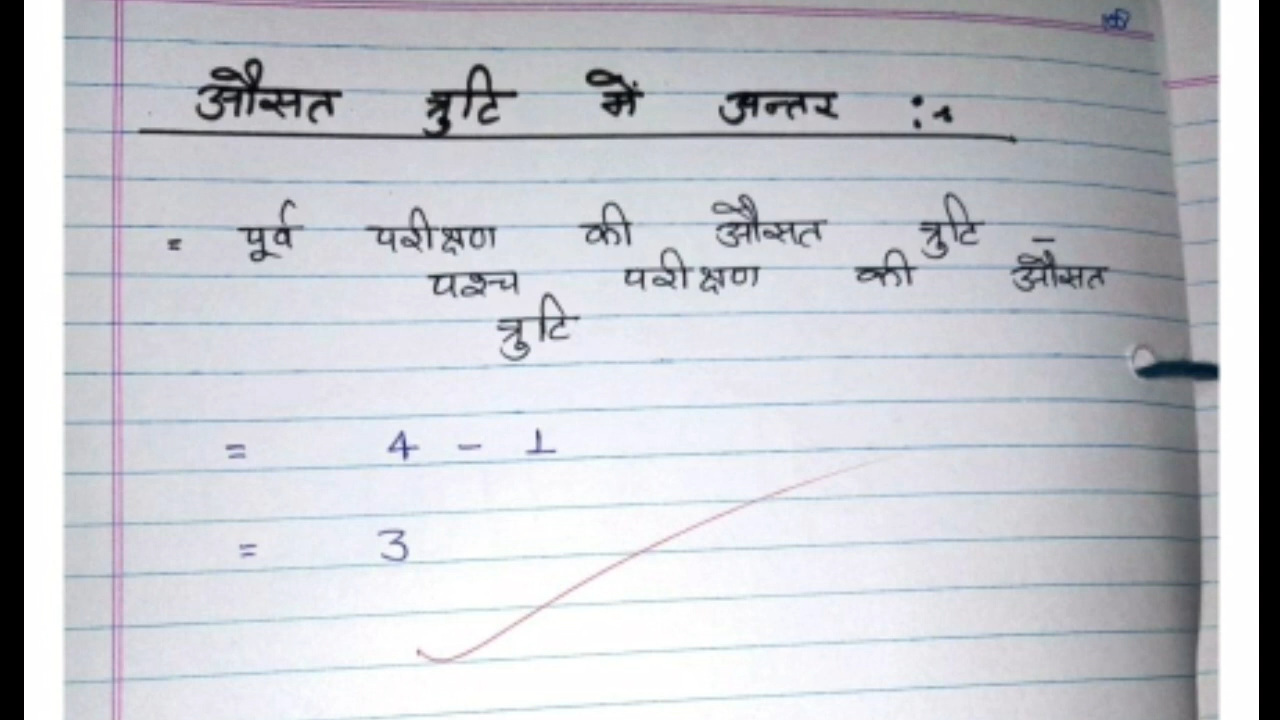 औसत त्रुटि में अन्तर :-
= पूर्व परीक्षण की औसत त्रुटि -
पश्च परीक्षण की औसत
त्रुटि
= 4 - 1
= 3